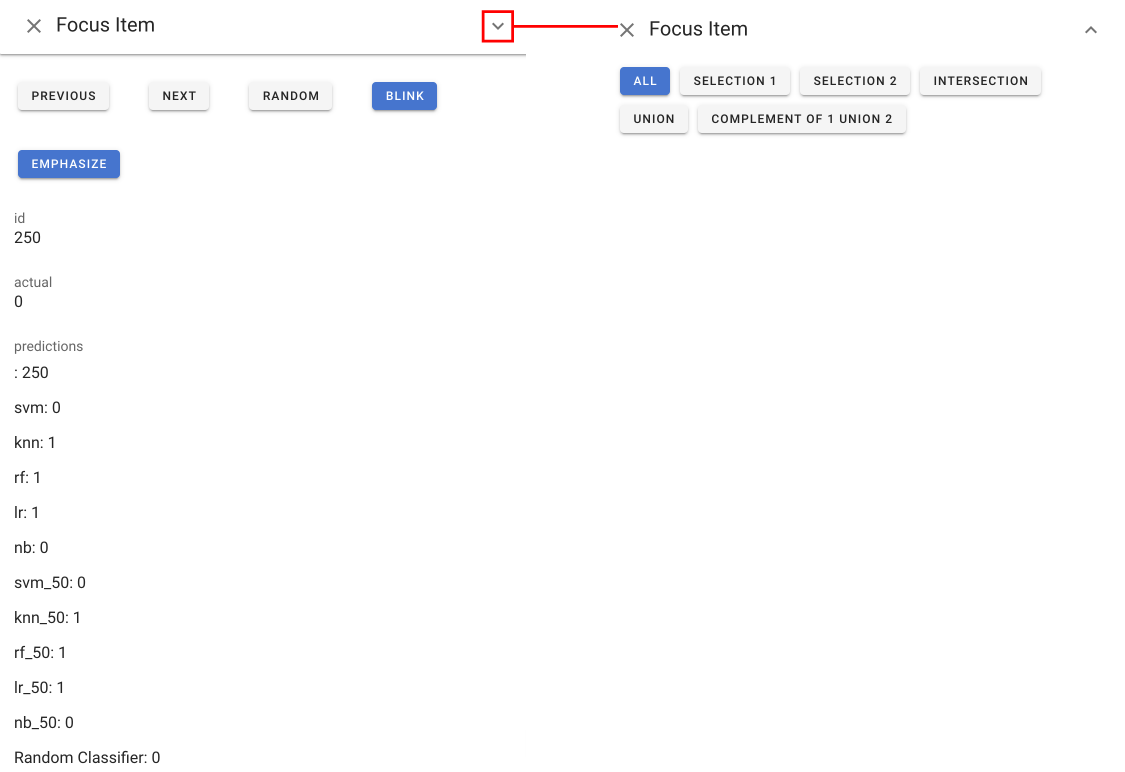 Focus Item
PREVIOUS NEXT RANDOM BLINK
EMPHASIZE
id
250
actual
0
predictions
: 250
svm: 0
knn: 1
rf: 1
lr: 1
nb: 0
svm_50: 0
knn_50: 1
rf_50: 1
lr_50: 1
nb_50: 0
Random Classifier: 0
Focus Item
ALL SELECTION 1 SELECTION 2 INTERSECTION
UNION COMPLEMENT OF 1 UNION 2